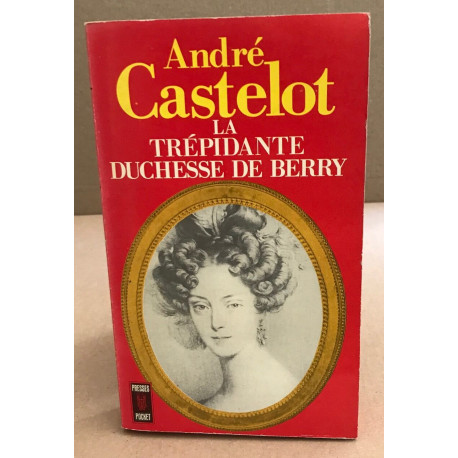 André
Castelot
LA
TRÉPIDANTE
DUCHESSE DE BERRY
PRESSES
POCKET